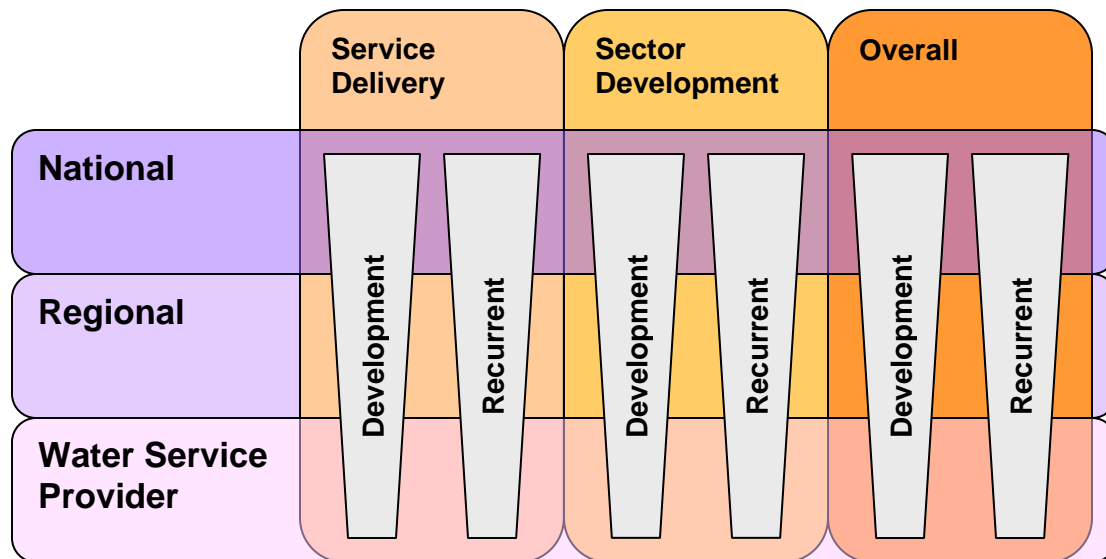 Service
Delivery
Sector
Development
Overall
National
Regional
Water Service
Provider
Development
Recurrent
Development
Recurrent
Development
Recurrent